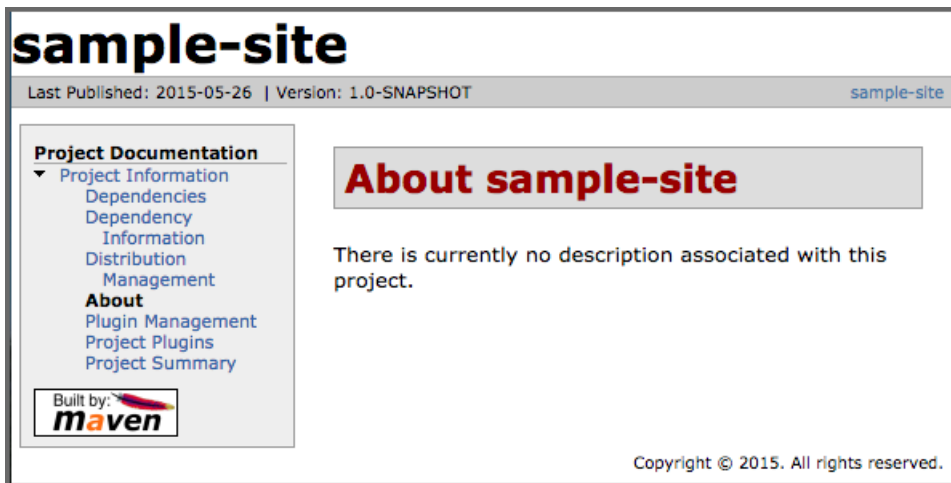 sample-site
Last Published: 2015-05-26 | Version: 1.0-SNAPSHOT
sample-site
Project Documentation
Project Information
Dependencies
Dependency
Information
Distribution
Management
About
Plugin Management
Project Plugins
Project Summary
Built by:
maven
About sample-site
There is currently no description associated with this
project.
Copyright © 2015. All rights reserved.